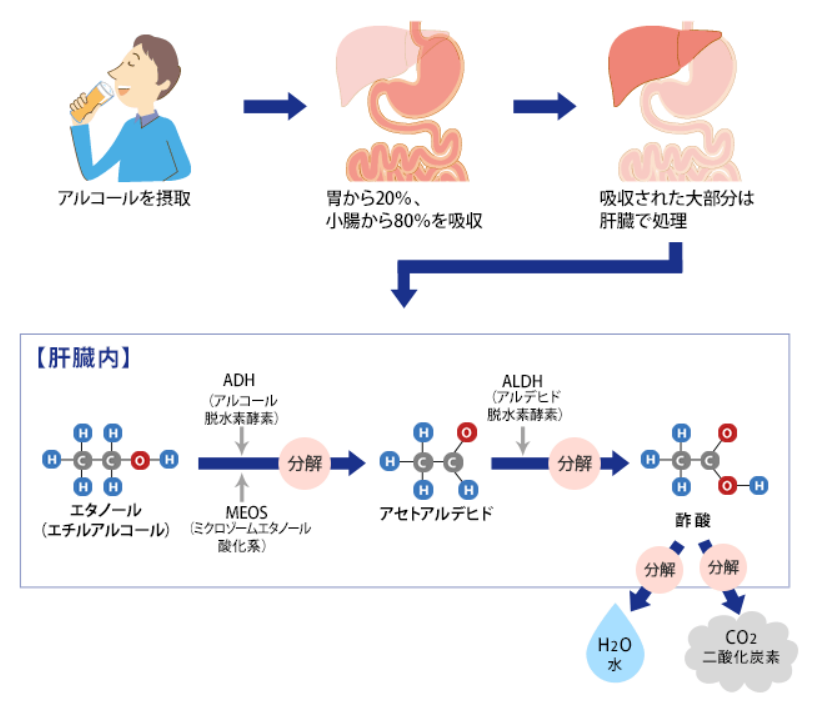 アルコールを摂取
胃から20%、
小腸から80%を吸収
吸収された大部分は
肝臓で処理
【肝臓内】
ADH
(アルコール
脱水素酵素)
ALDH
(アルデヒド
脱水素酵素)
H H
H C C O H
H H
分解
H O
H C C
H H
分解
H O
H C C
H O H
エタノール
(エチルアルコール)
MEOS
(ミクロゾームエタノール
酸化系)
アセトアルデヒド
酢酸
分解
分解
H2O
水
CO2
二酸化炭素